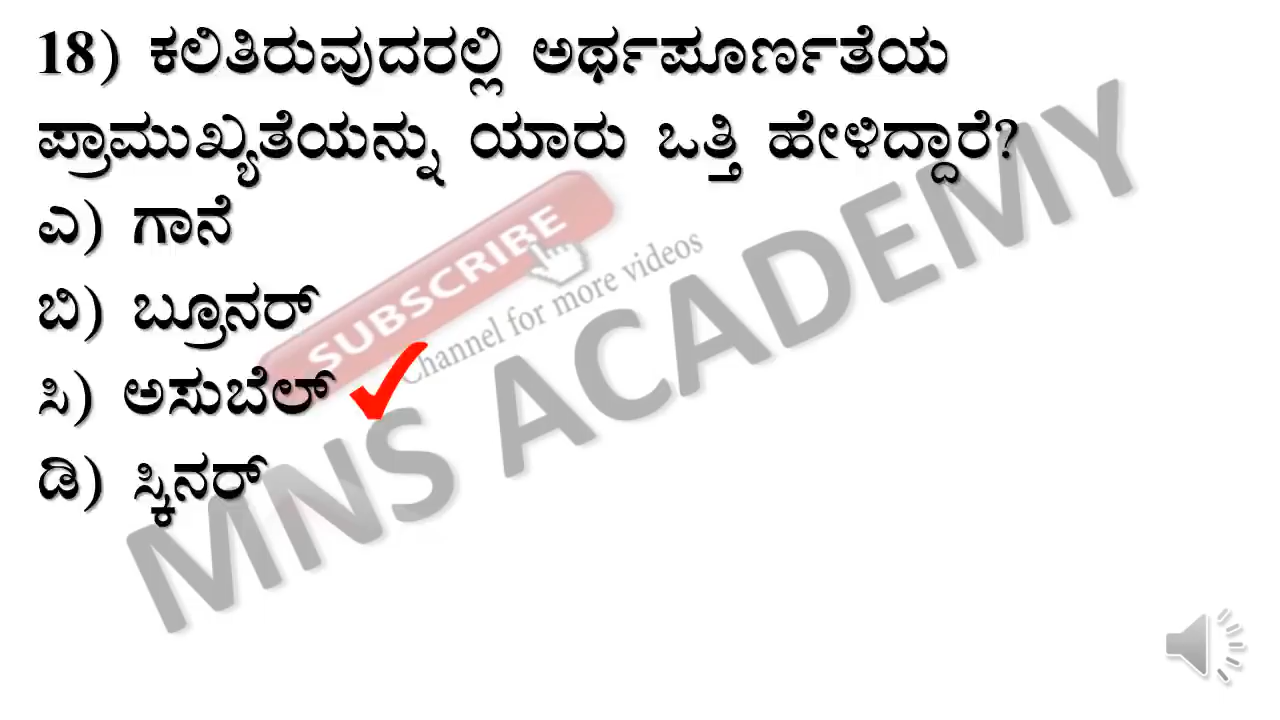 18) ಕಲಿತಿರುವುದರಲ್ಲಿ ಅರ್ಥಪೂರ್ಣತೆಯ
ಪ್ರಾಮುಖ್ಯತೆಯನ್ನು ಯಾರು ಒತ್ತಿ ಹೇಳಿದ್ದಾರೆ?
ಎ) ಗಾನೆ
ಬಿ) ಬ್ರೂನರ್
ಸಿ) ಅಸುಬೆಲ್
ಡಿ) ಸ್ಕಿನರ್
SUBSCRIBE
Channel for more videos
MNS ACADEMY